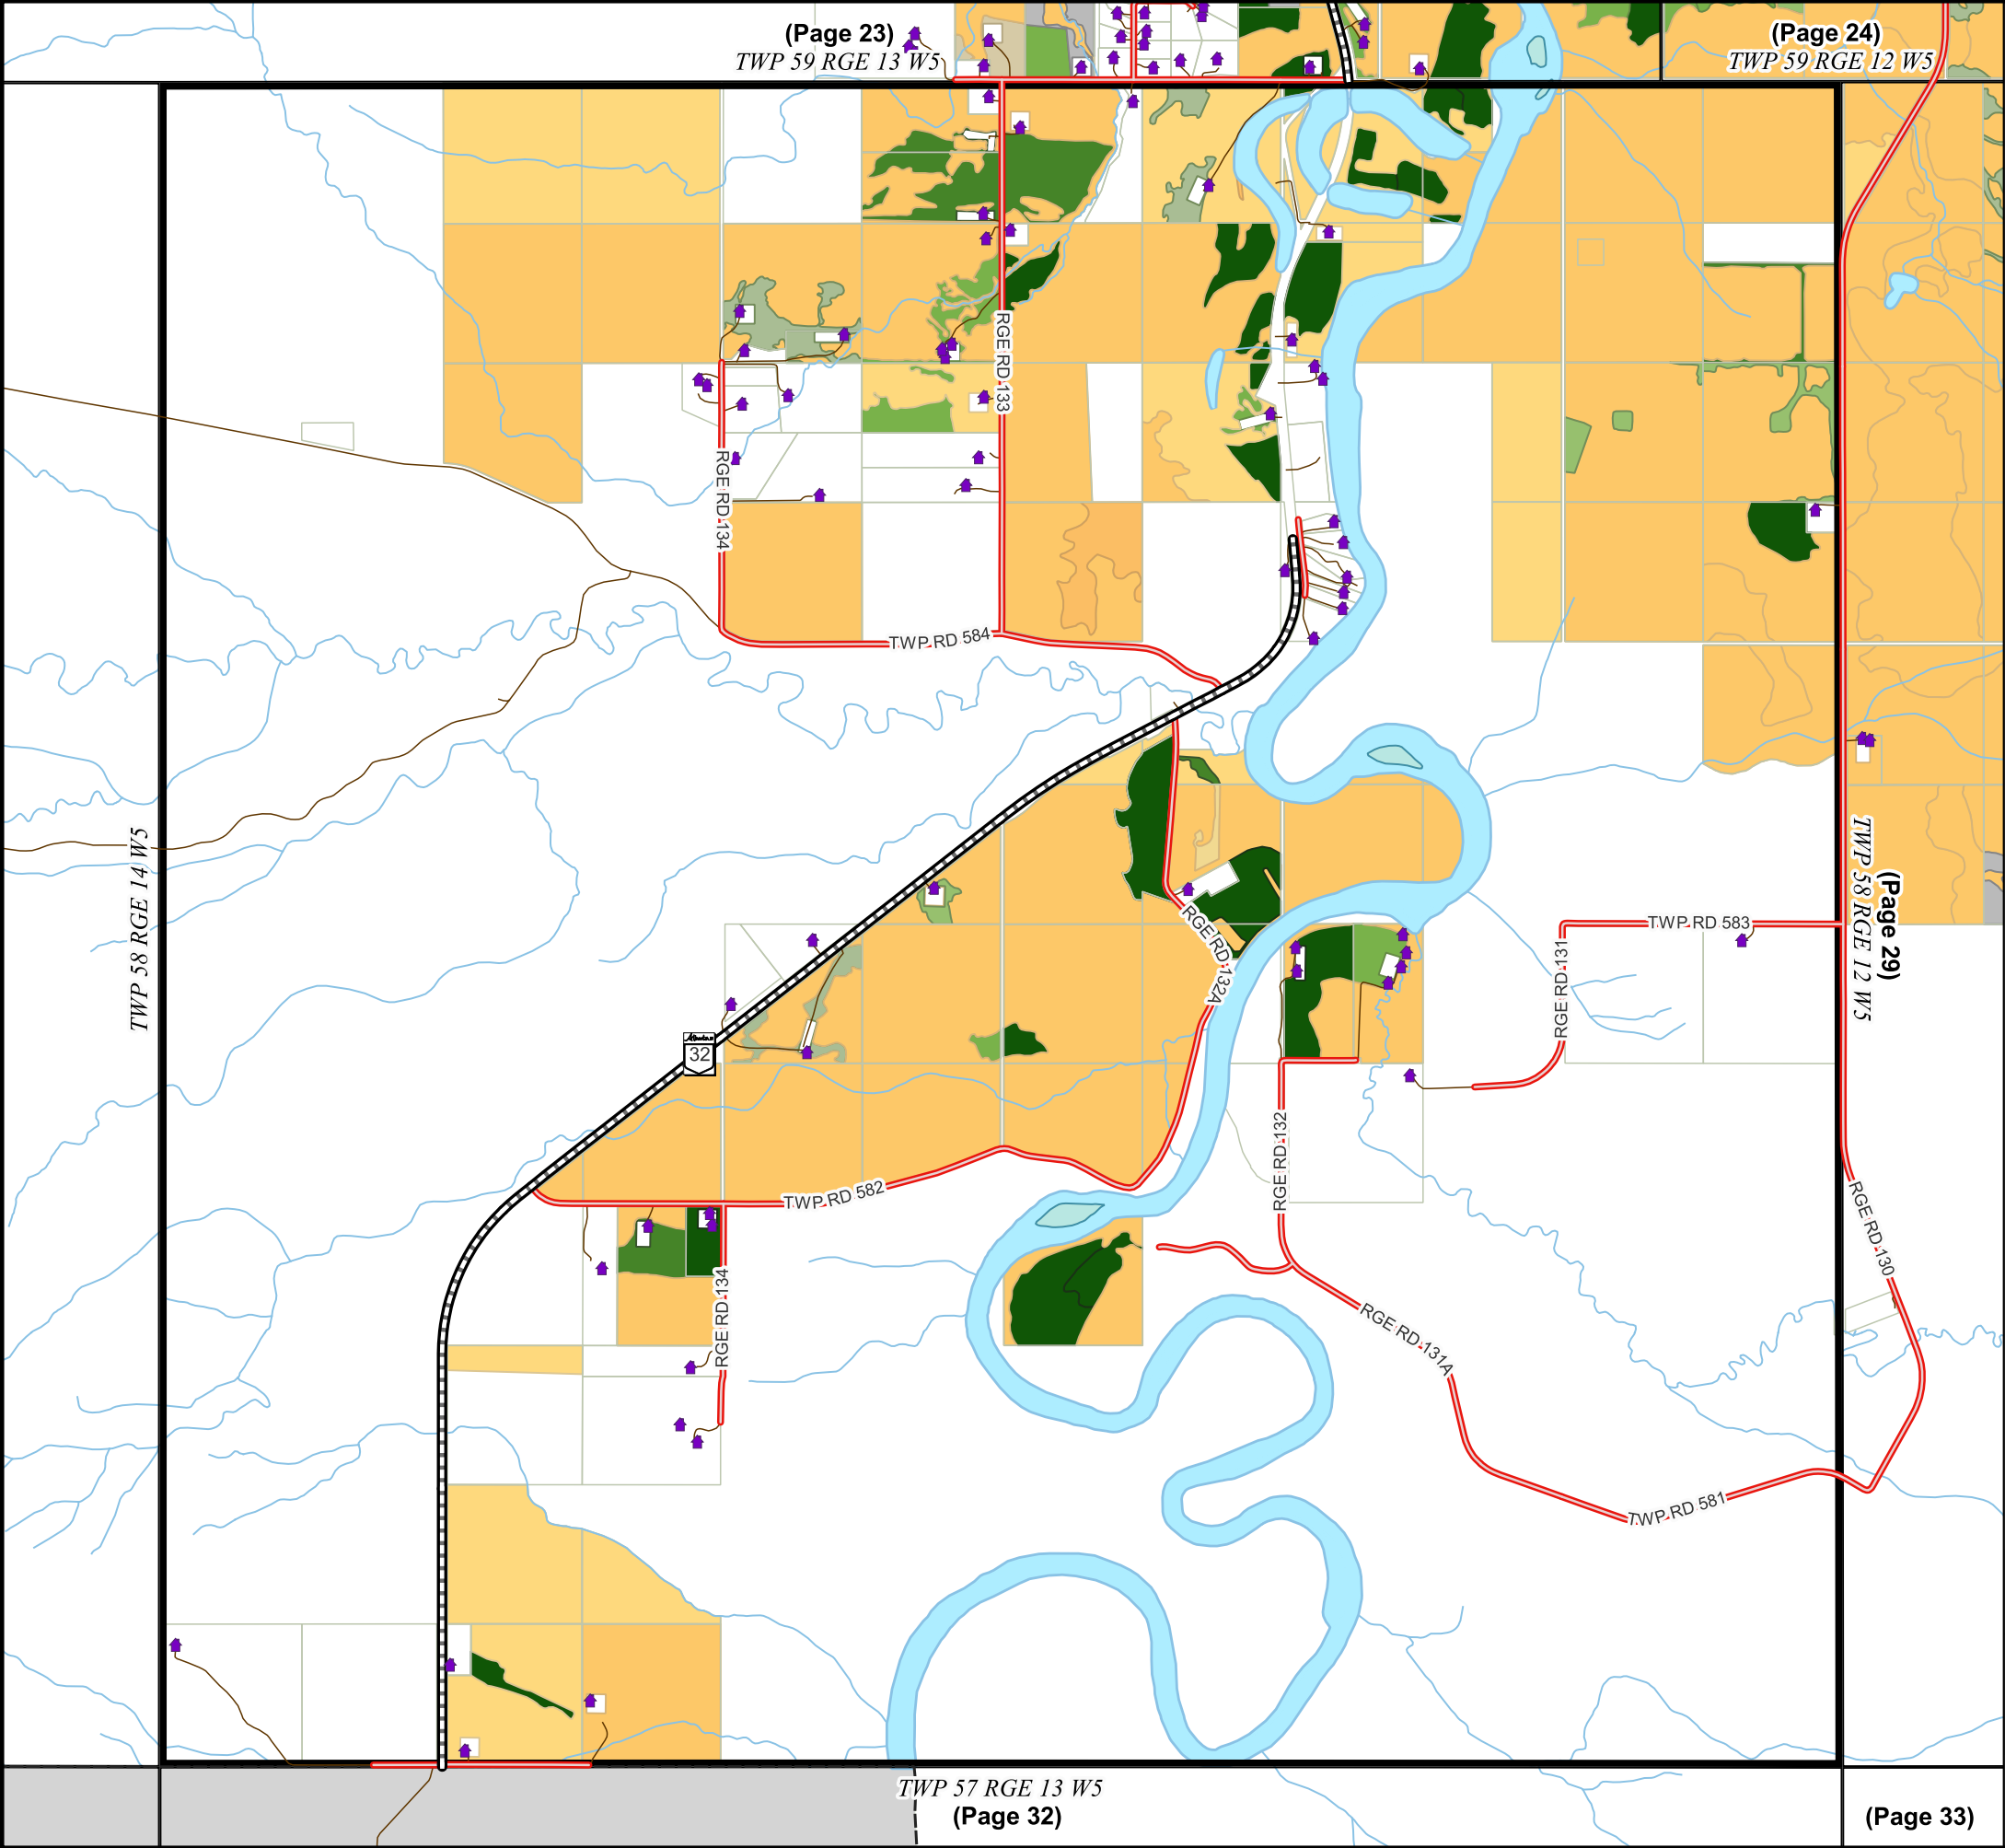 (Page 23)
TWP 59 RGE 13 W5
(Page 24)
TWP 59 RGE 12 W5
RGE RD 133
RGE RD 134
TWP RD 584
TWP 58 RGE 14 W5
(Page 29)
TWP 58 RGE 12 W5
RGE RD 132A
TWP RD 583
RGE RD 131
Alberta
32
RGE RD 132
TWP RD 582
RGE RD 130
RGE RD 134
RGE RD 131A
TWP RD 581
TWP 57 RGE 13 W5
(Page 32)
(Page 33)